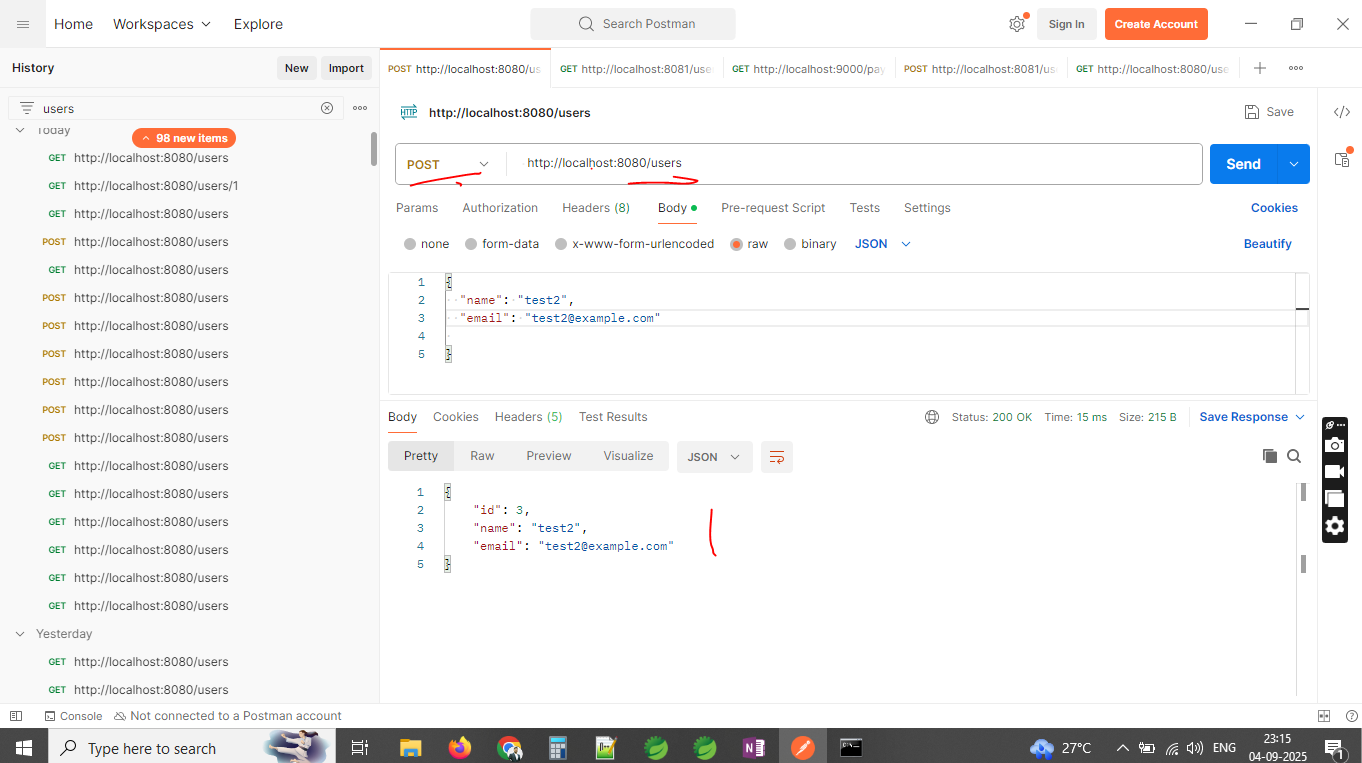 Home Workspaces Explore Search Postman Sign In Create Account
History New Import
POST http://localhost:8080/us GET http://localhost:8081/use GET http://localhost:9000/pay POST http://localhost:8081/us GET http://localhost:8080/use
users
Today
98 new items
GET http://localhost:8080/users
GET http://localhost:8080/users/1
GET http://localhost:8080/users
POST http://localhost:8080/users
GET http://localhost:8080/users
POST http://localhost:8080/users
POST http://localhost:8080/users
POST http://localhost:8080/users
POST http://localhost:8080/users
POST http://localhost:8080/users
POST http://localhost:8080/users
GET http://localhost:8080/users
GET http://localhost:8080/users
GET http://localhost:8080/users
GET http://localhost:8080/users
GET http://localhost:8080/users
GET http://localhost:8080/users
Yesterday
GET http://localhost:8080/users
GET http://localhost:8080/users
HTTP http://localhost:8080/users Save
POST http://localhost:8080/users Send
Params Authorization Headers (8) Body Pre-request Script Tests Settings Cookies
none form-data x-www-form-urlencoded raw binary JSON Beautify
1 {
2 "name": "test2",
3 "email": "test2@example.com"
4
5 }
Body Cookies Headers (5) Test Results Status: 200 OK Time: 15 ms Size: 215 B Save Response
Pretty Raw Preview Visualize JSON
1 {
2 "id": 3,
3 "name": "test2",
4 "email": "test2@example.com"
5 }
Console Not connected to a Postman account
Type here to search 27°C ENG 23:15
04-09-2025 1